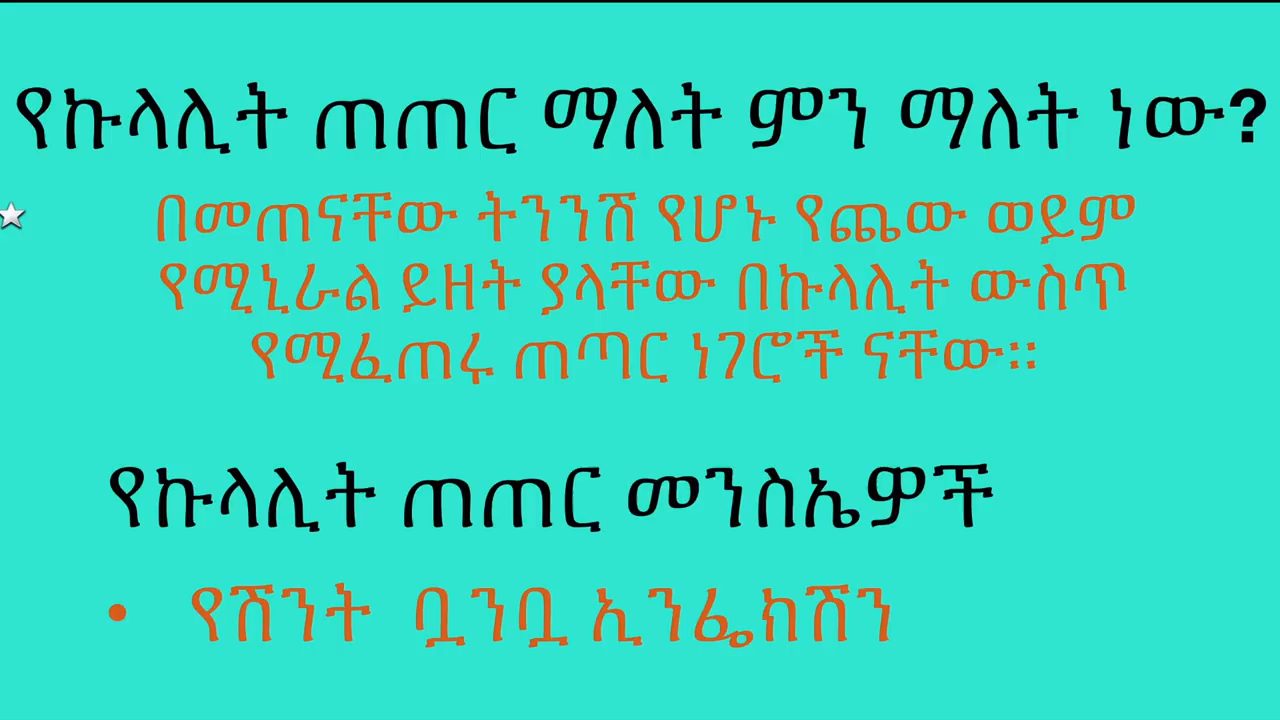 የኩላሊት ጠጠር ማለት ምን ማለት ነው?
በመጠናቸው ትንንሽ የሆኑ የጨው ወይም
የሚኒራል ይዘት ያላቸው በኩላሊት ውስጥ
የሚፈጠሩ ጠጣር ነገሮች ናቸው።
የኩላሊት ጠጠር መንስኤዎች
• የሽንት ቧንቧ ኢንፌክሽን